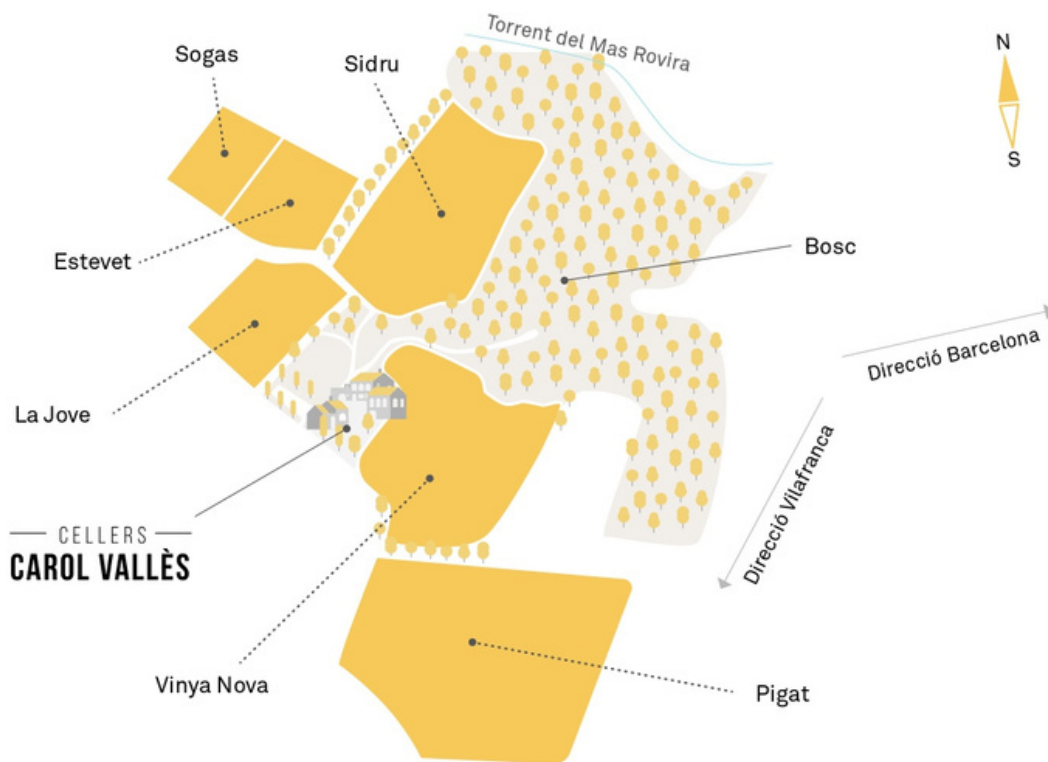 Torrent del Mas Rovira
Sogas
Sidru
N
S
Estevet
Bosc
Direcció Barcelona
La Jove
Direcció Vilafranca
CELLERS
CAROL VALLÈS
Vinya Nova
Pigat